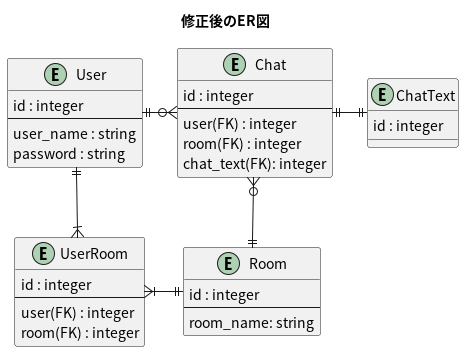 修正後のER図
E User
id : integer
user_name : string
password : string
E Chat
id : integer
user(FK) : integer
room(FK) : integer
chat_text(FK): integer
E ChatText
id : integer
E UserRoom
id : integer
user(FK) : integer
room(FK) : integer
E Room
id : integer
room_name: string